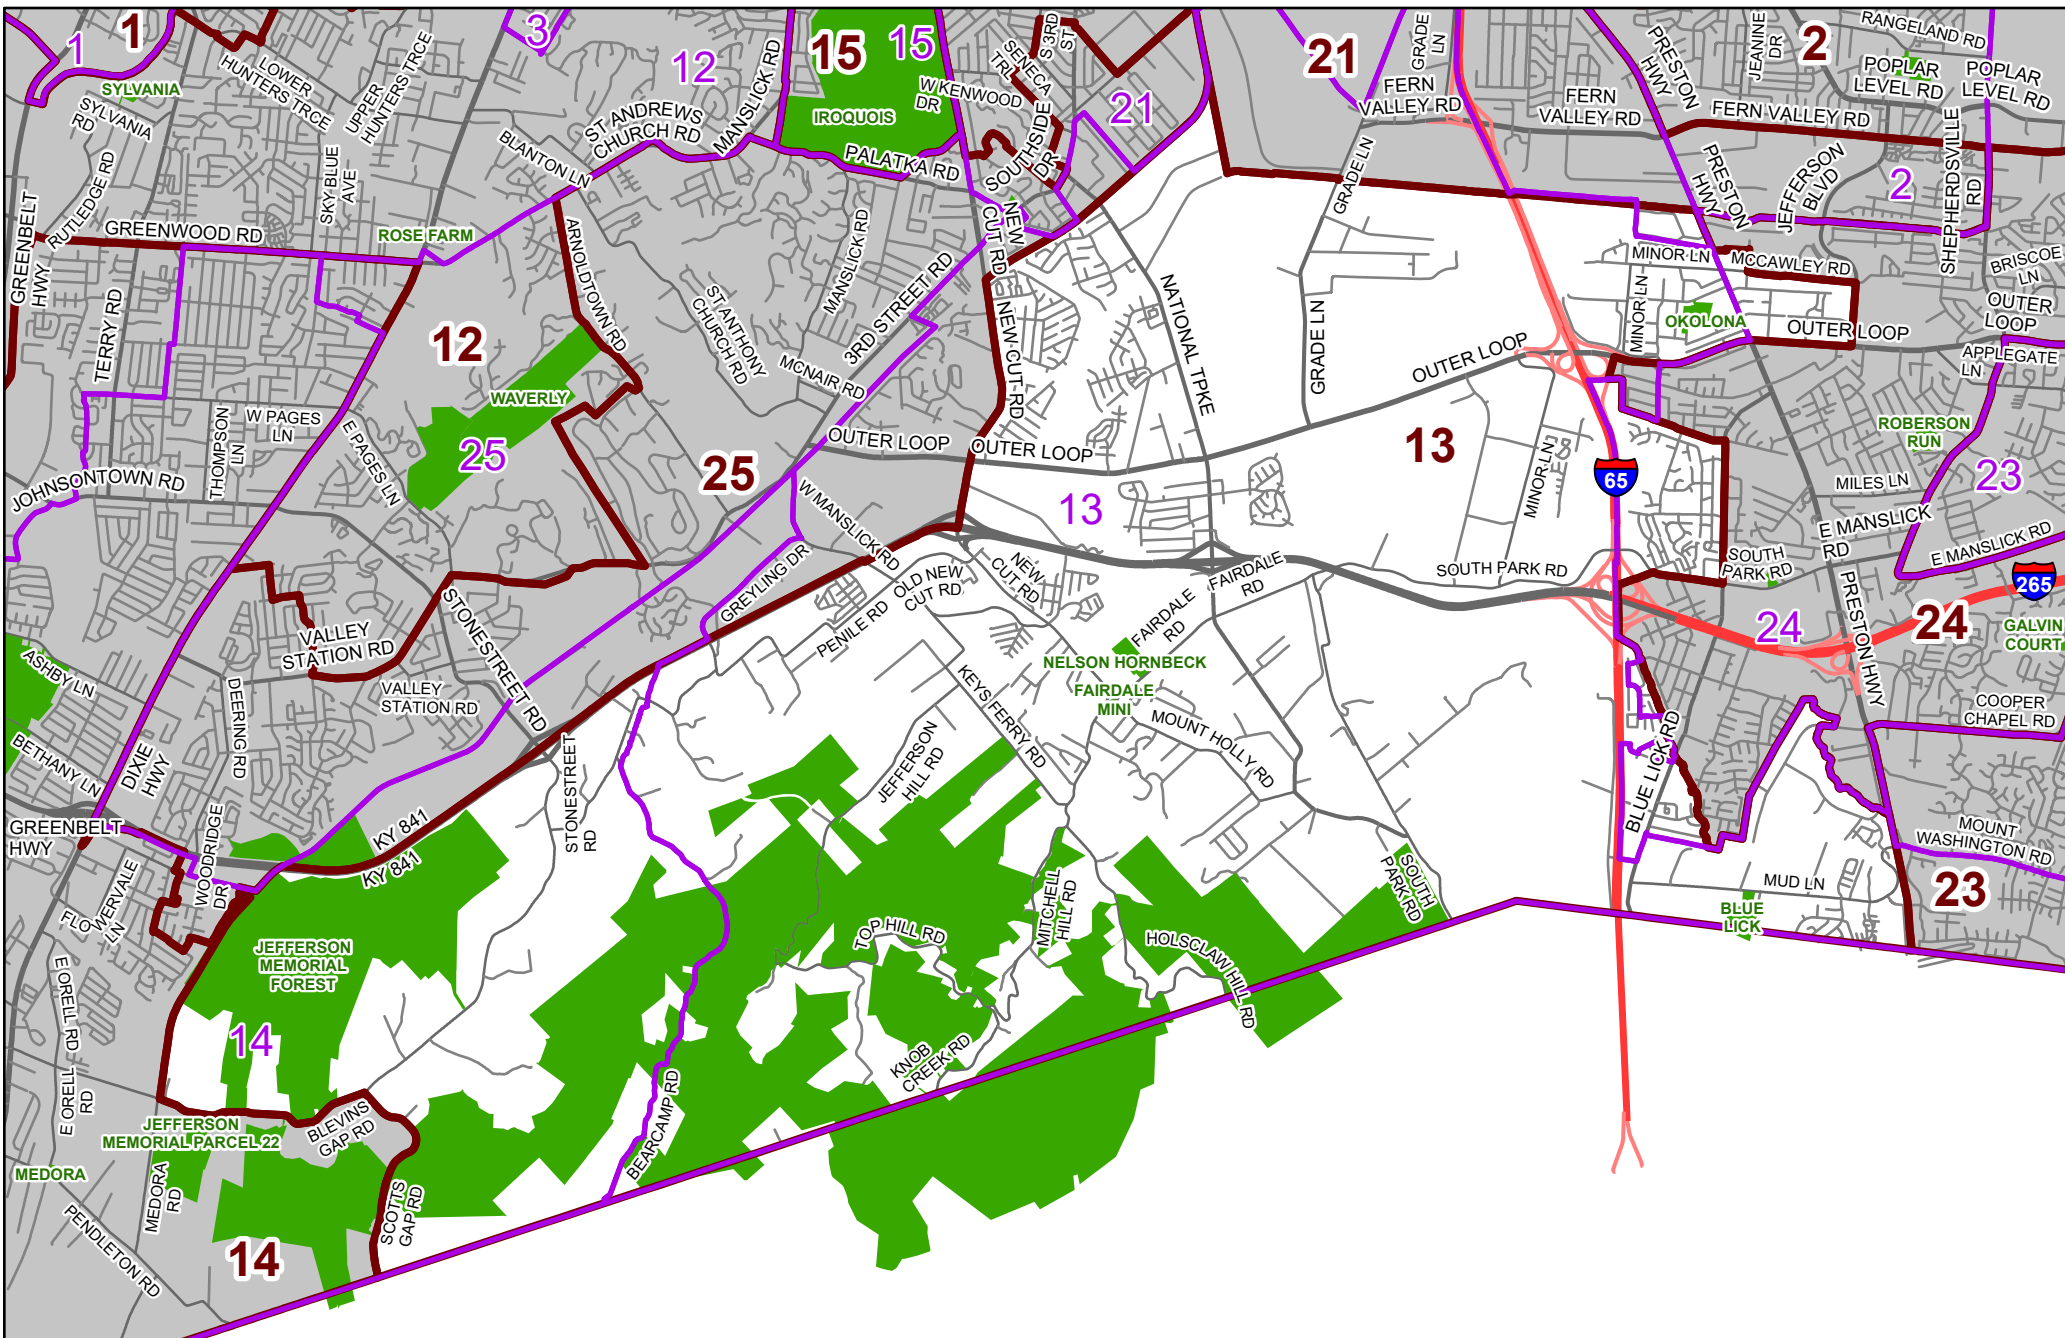 1
1
3
12
15
15
21
21
2
2
SYLVANIA
SYLVANIA
RD
LOWER
HUNTERS TRCE
UPPER
HUNTERS TRCE
SKY BLUE
AVE
RUTLEDGE RD
GREENBELT
HWY
GREENWOOD RD
ROSE FARM
BLANTON LN
ST ANDREWS
CHURCH RD
MANSLICK RD
IROQUOIS
PALATKA RD
W KENWOOD
DR
SENECA
TRL
S 3RD
ST
SOUTHSIDE
DR
NEW
CUT RD
GRADE
LN
FERN
VALLEY RD
FERN
VALLEY RD
PRESTON
HWY
JEANINE
DR
RANGELAND RD
POPLAR
LEVEL RD
POPLAR
LEVEL RD
FERN VALLEY RD
SHEPHERDSVILLE
RD
JEFFERSON
BLVD
PRESTON
HWY
GRADE LN
MINOR LN
MCCAWLEY RD
BRISCOE
LN
OUTER
LOOP
OUTER LOOP
OKOLONA
MINOR LN
APPLEGATE
LN
TERRY RD
12
ARNOLDTOWN RD
ST ANTHONY
CHURCH RD
MANSLICK RD
3RD STREET RD
MCNAIR RD
NEW CUT RD
NATIONAL TPKE
GRADE LN
OUTER LOOP
WAVERLY
25
25
W PAGES
LN
THOMPSON
LN
E PAGES LN
JOHNSONTOWN RD
OUTER LOOP
OUTER LOOP
13
13
MINOR LN
65
ROBERSON
RUN
23
MILES LN
E MANSLICK
RD
E MANSLICK RD
SOUTH
PARK RD
265
W MANSLICK RD
GREYLING DR
OLD NEW
CUT RD
NEW
CUT RD
PENILE RD
FAIRDALE
RD
FAIRDALE
RD
SOUTH PARK RD
24
24
PRESTON HWY
GALVIN
COURT
VALLEY
STATION RD
VALLEY
STATION RD
STONESTREET RD
ASHBY LN
BETHANY LN
DEERING RD
DIXIE
HWY
NELSON HORNBECK
FAIRDALE
MINI
KEYS FERRY RD
MOUNT HOLLY RD
JEFFERSON
HILL RD
STONESTREET
RD
COOPER
CHAPEL RD
BLUE LICK RD
MOUNT
WASHINGTON RD
GREENBELT
HWY
KY 841
KY 841
WOODRIDGE
DR
FLOWERVALE
LN
JEFFERSON
MEMORIAL
FOREST
TOP HILL RD
MITCHELL
HILL RD
HOLSCLAW HILL RD
SOUTH
PARK RD
MUD LN
BLUE
LICK
23
E ORELL RD
E ORELL
RD
14
KNOB
CREEK RD
BEARCAMP RD
JEFFERSON
MEMORIAL PARCEL 22
BLEVINS
GAP RD
MEDORA
MEDORA
RD
SCOTTS
GAP RD
PENDLETON RD
14